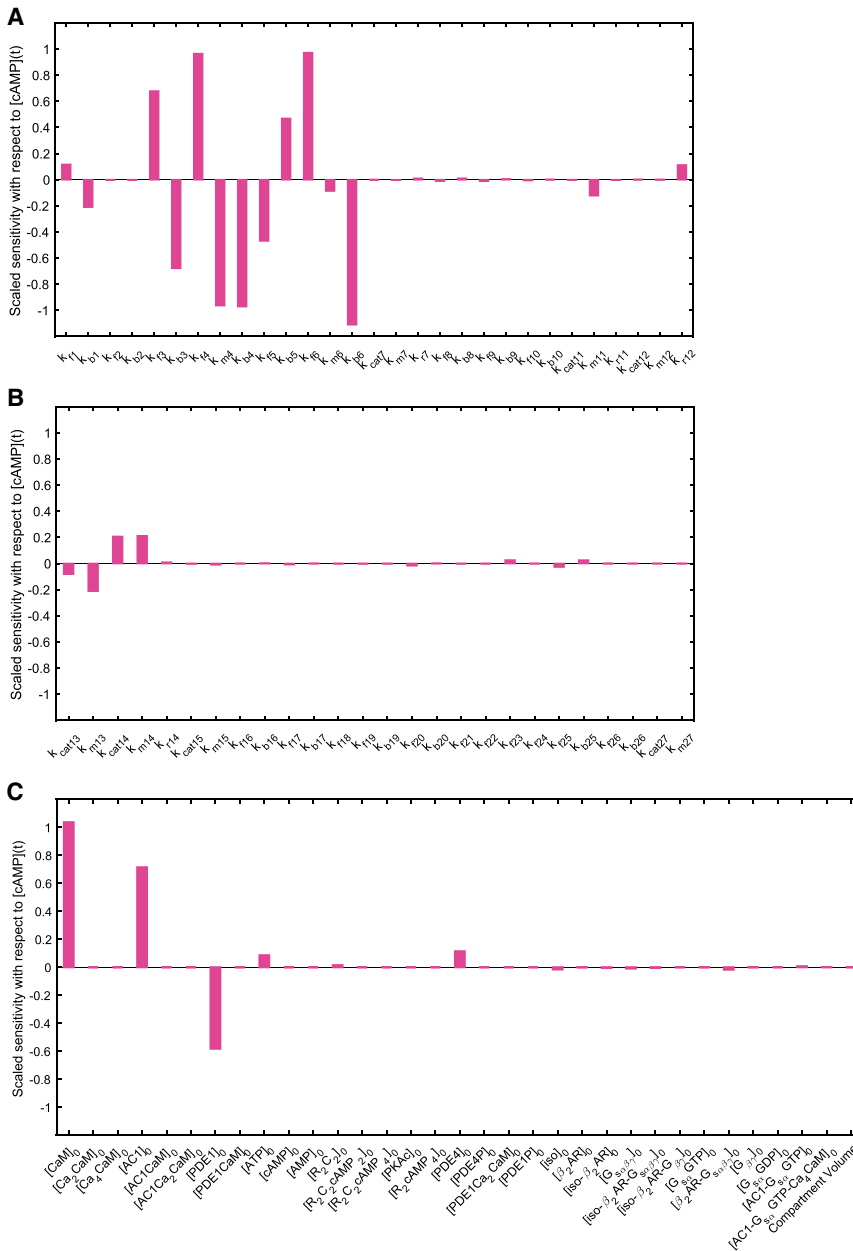 A
Scaled sensitivity with respect to [cAMP](t)
1
0.8
0.6
0.4
0.2
0
-0.2
-0.4
-0.6
-0.8
-1
k f1
k b1
k f2
k b2
k f3
k b3
k f4
k m4
k b4
k f5
k b5
k f6
k m6
k b6
k cat7
k m7
k r7
k f8
k b8
k f9
k b9
k f10
k b10
k cat11
k m11
k r11
k cat12
k m12
k r12
B
Scaled sensitivity with respect to [cAMP](t)
1
0.8
0.6
0.4
0.2
0
-0.2
-0.4
-0.6
-0.8
-1
k cat13
k m13
k cat14
k m14
k r14
k cat15
k m15
k f16
k b16
k f17
k b17
k f18
k f19
k b19
k f20
k b20
k f21
k f22
k f23
k f24
k f25
k b25
k f26
k b26
k cat27
k m27
C
Scaled sensitivity with respect to [cAMP](t)
1
0.8
0.6
0.4
0.2
0
-0.2
-0.4
-0.6
-0.8
-1
[CaM]0
[Ca2CaM]0
[Ca4CaM]0
[AC1]0
[AC1CaM]0
[AC1Ca2CaM]0
[PDE1]0
[PDE1CaM]0
[ATP]0
[cAMP]0
[AMP]0
[R2C2]0
[R2C2cAMP2]0
[R2C2cAMP4]0
[PKAc]0
[R2cAMP4]0
[PDE4]0
[PDE4P]0
[PDE1Ca2CaM]0
[PDE1P]0
[iso]0
[β2AR]0
[iso-β2AR]0
[Gsαβγ]0
[iso-β2AR-Gsαβγ]0
[iso-β2AR-Gβγ]0
[GsαGTP]0
[β2AR-Gsαβγ]0
[Gβγ]0
[GsαGDP]0
[AC1-GsαGTP]0
[AC1-GsαGTP-Ca4CaM]0
Compartment Volume